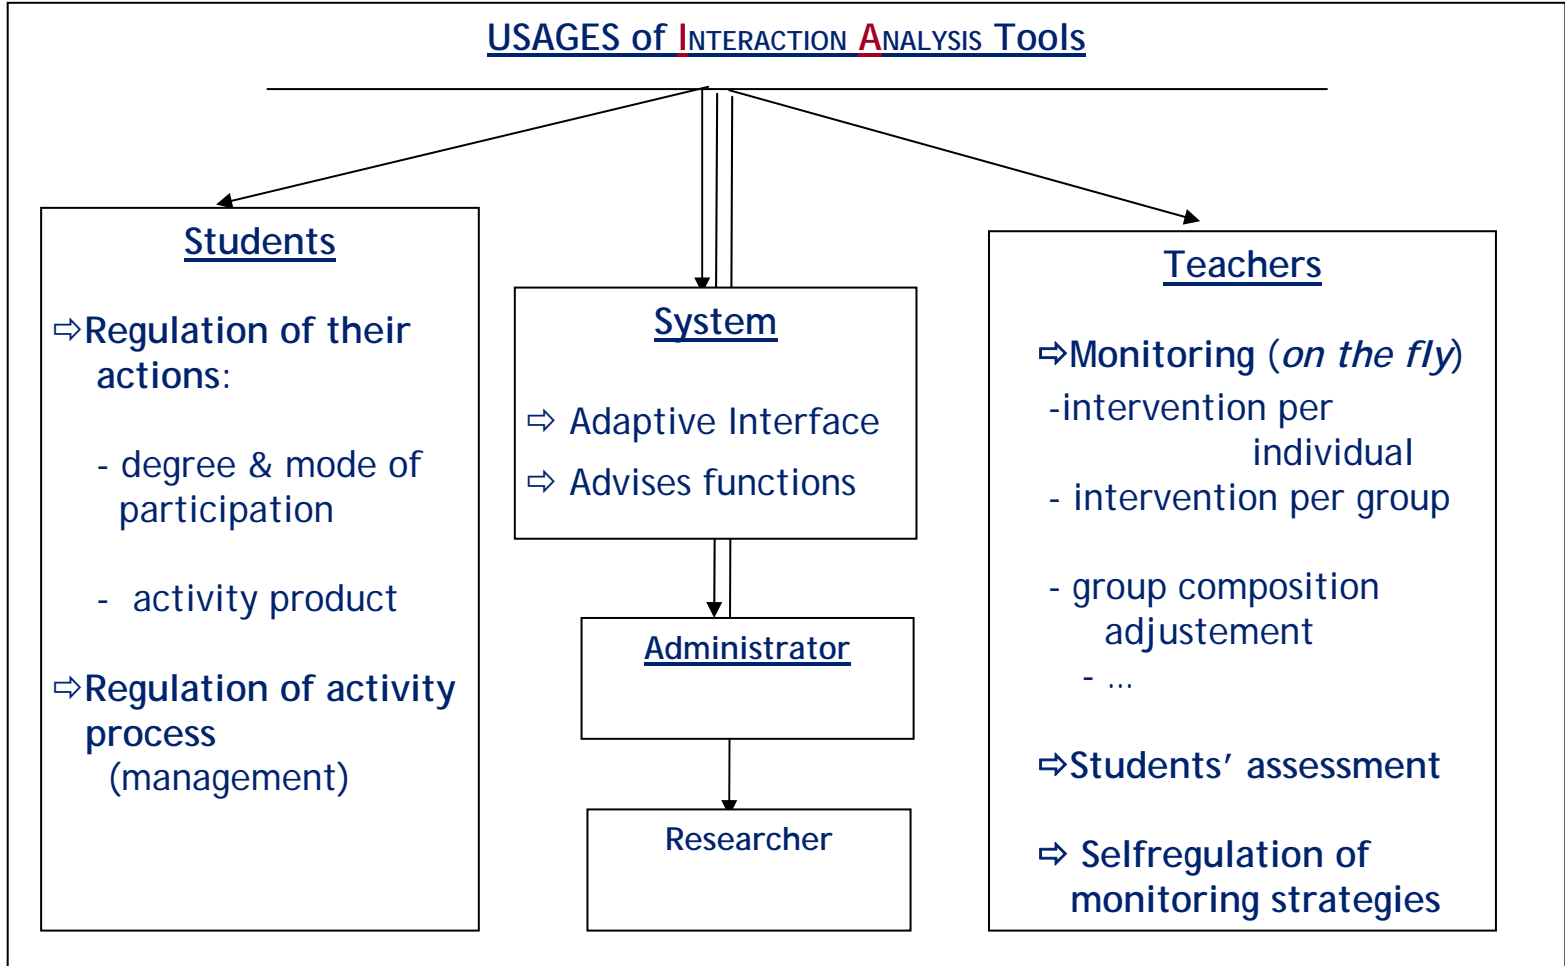 USAGES of INTERACTION ANALYSIS Tools
Students
⇨Regulation of their
actions:
- degree & mode of
participation
- activity product
⇨Regulation of activity
process
(management)
System
⇨ Adaptive Interface
⇨ Advises functions
Administrator
Researcher
Teachers
⇨Monitoring (on the fly)
-intervention per
individual
- intervention per group
- group composition
adjustement
- ...
⇨Students’ assessment
⇨ Selfregulation of
monitoring strategies